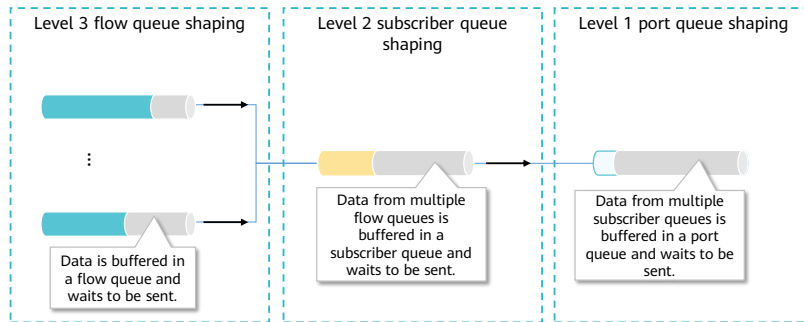 Level 3 flow queue shaping
Level 2 subscriber queue
shaping
Level 1 port queue shaping
...
Data is buffered in
a flow queue and
waits to be sent.
Data from multiple
flow queues is
buffered in a
subscriber queue and
waits to be sent.
Data from multiple
subscriber queues is
buffered in a port
queue and waits to be
sent.